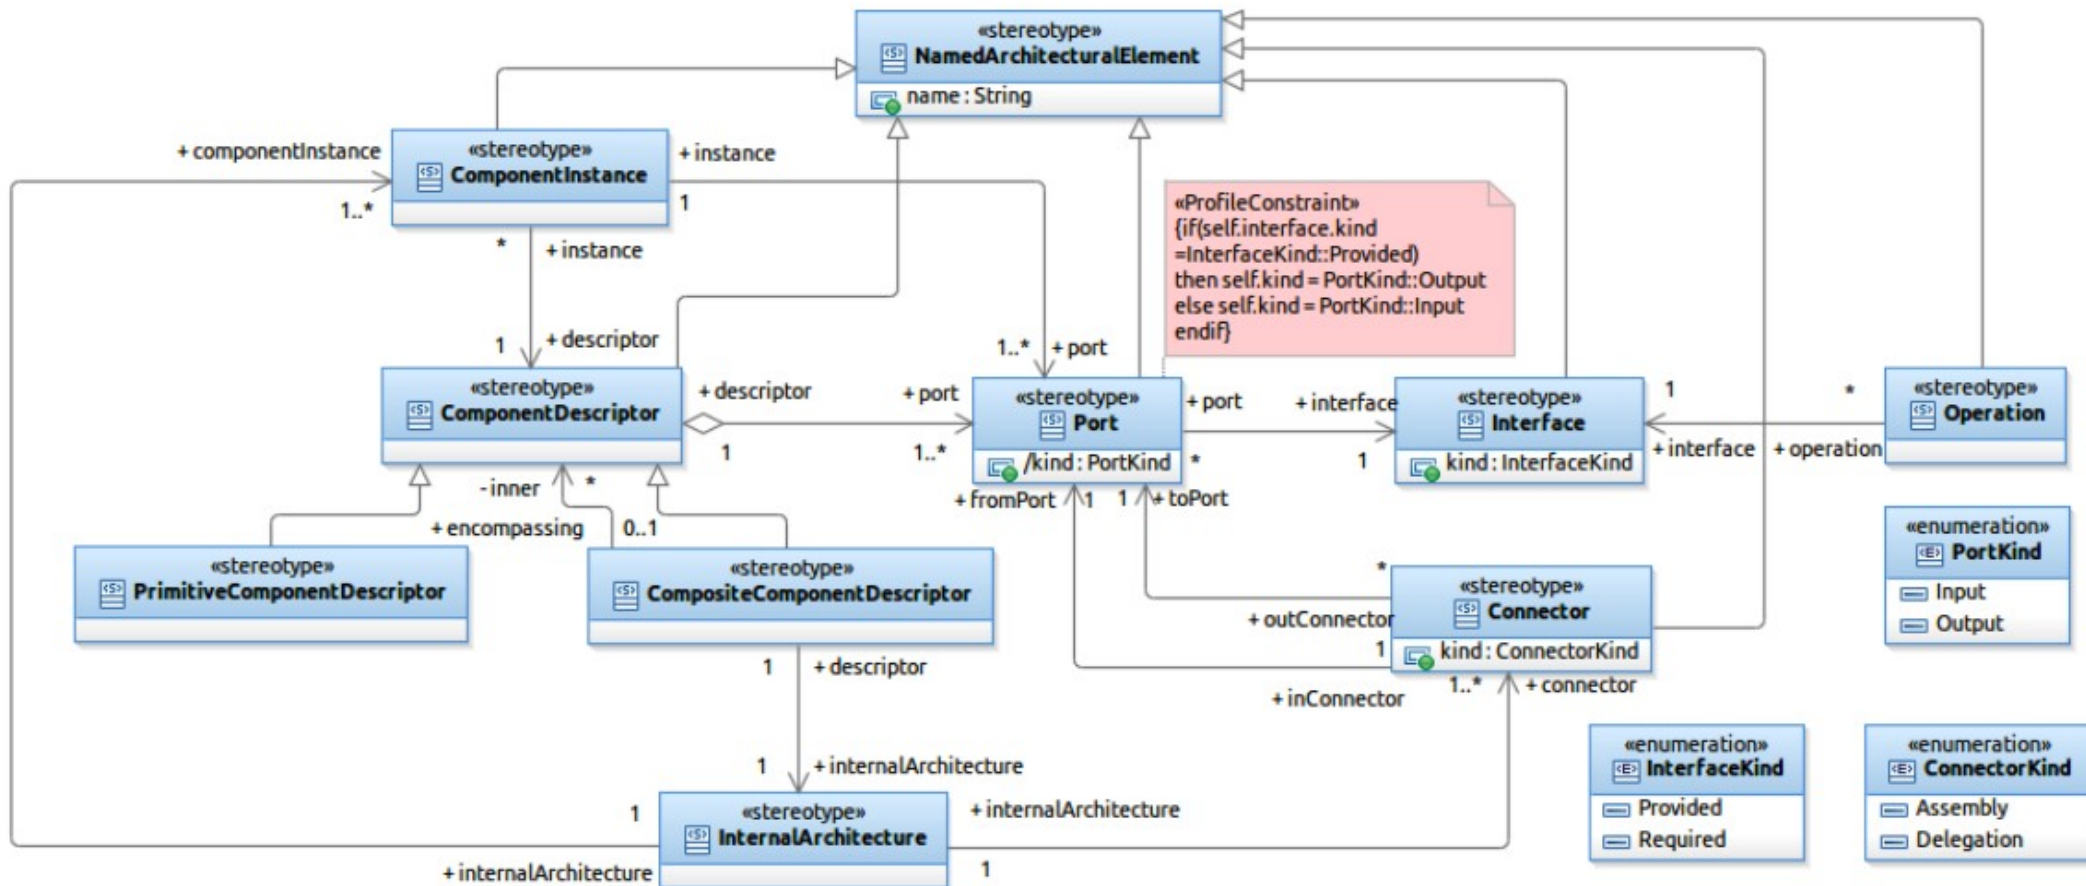 «stereotype»
NamedArchitecturalElement
name : String
«stereotype»
ComponentInstance
+ componentInstance
1..*
+ instance
1
*
+ instance
1
+ descriptor
«ProfileConstraint»
{if(self.interface.kind
=InterfaceKind::Provided)
then self.kind = PortKind::Output
else self.kind = PortKind::Input
endif}
1..*
+ port
«stereotype»
ComponentDescriptor
+ descriptor
1
+ port
1..*
«stereotype»
Port
/kind : PortKind
+ port
*
+ interface
1
«stereotype»
Interface
kind : InterfaceKind
1
+ interface
*
+ operation
«stereotype»
Operation
- inner
*
+ encompassing
0..1
+ fromPort
1
1
+ toPort
«stereotype»
PrimitiveComponentDescriptor
«stereotype»
CompositeComponentDescriptor
*
+ outConnector
1
+ inConnector
«stereotype»
Connector
kind : ConnectorKind
1..*
+ connector
«enumeration»
PortKind
Input
Output
1
+ descriptor
1
+ internalArchitecture
«stereotype»
InternalArchitecture
1
+ internalArchitecture
+ internalArchitecture
1
«enumeration»
InterfaceKind
Provided
Required
«enumeration»
ConnectorKind
Assembly
Delegation